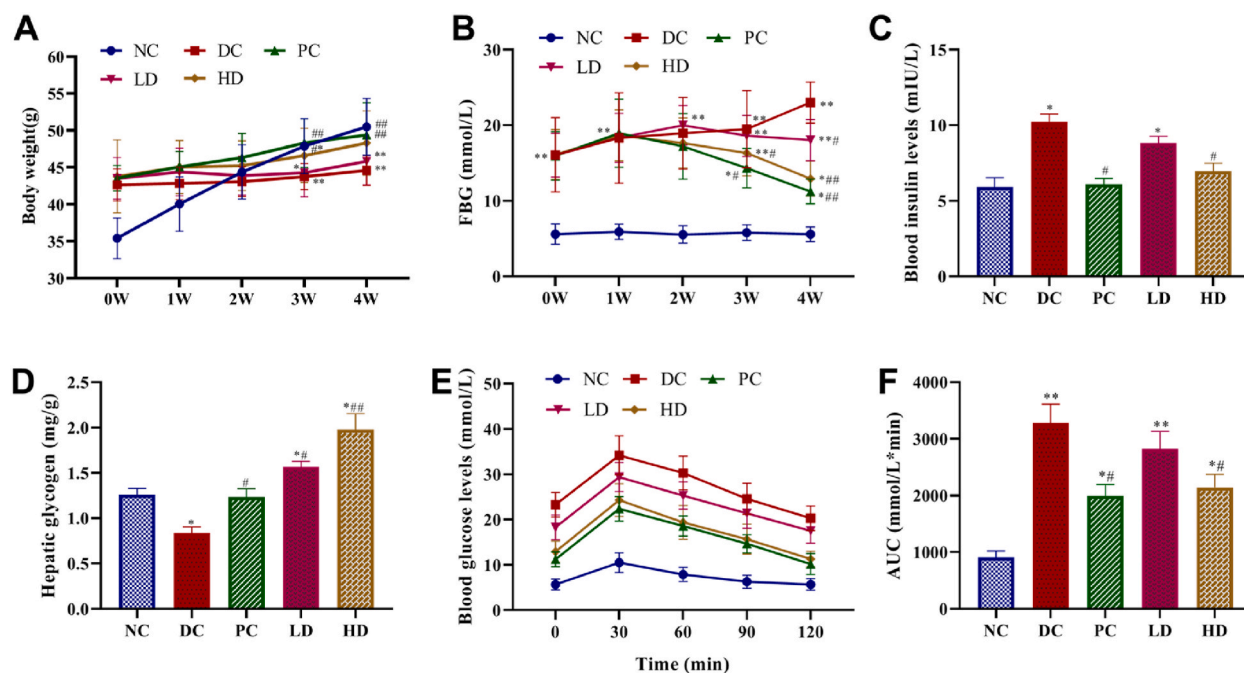 A
NC DC PC
LD HD
Body weight(g)
60
55
50
45
40
35
30
## ## ##
#* ** **
* **
0W 1W 2W 3W 4W
B
NC DC PC
LD HD
FBG (mmol/L)
30
20
10
0
** ** ** ** **
** **#
**# *##
*# *##
0W 1W 2W 3W 4W
C
Blood insulin levels (mIU/L)
15
10
5
0
* # * #
NC DC PC LD HD
D
Hepatic glycogen (mg/g)
2.5
2.0
1.5
1.0
0.5
0.0
* # *# *##
NC DC PC LD HD
E
NC DC PC
LD HD
Blood glucose levels (mmol/L)
50
40
30
20
10
0
0 30 60 90 120
Time (min)
F
AUC (mmol/L*min)
4000
3000
2000
1000
0
** *# ** *#
NC DC PC LD HD